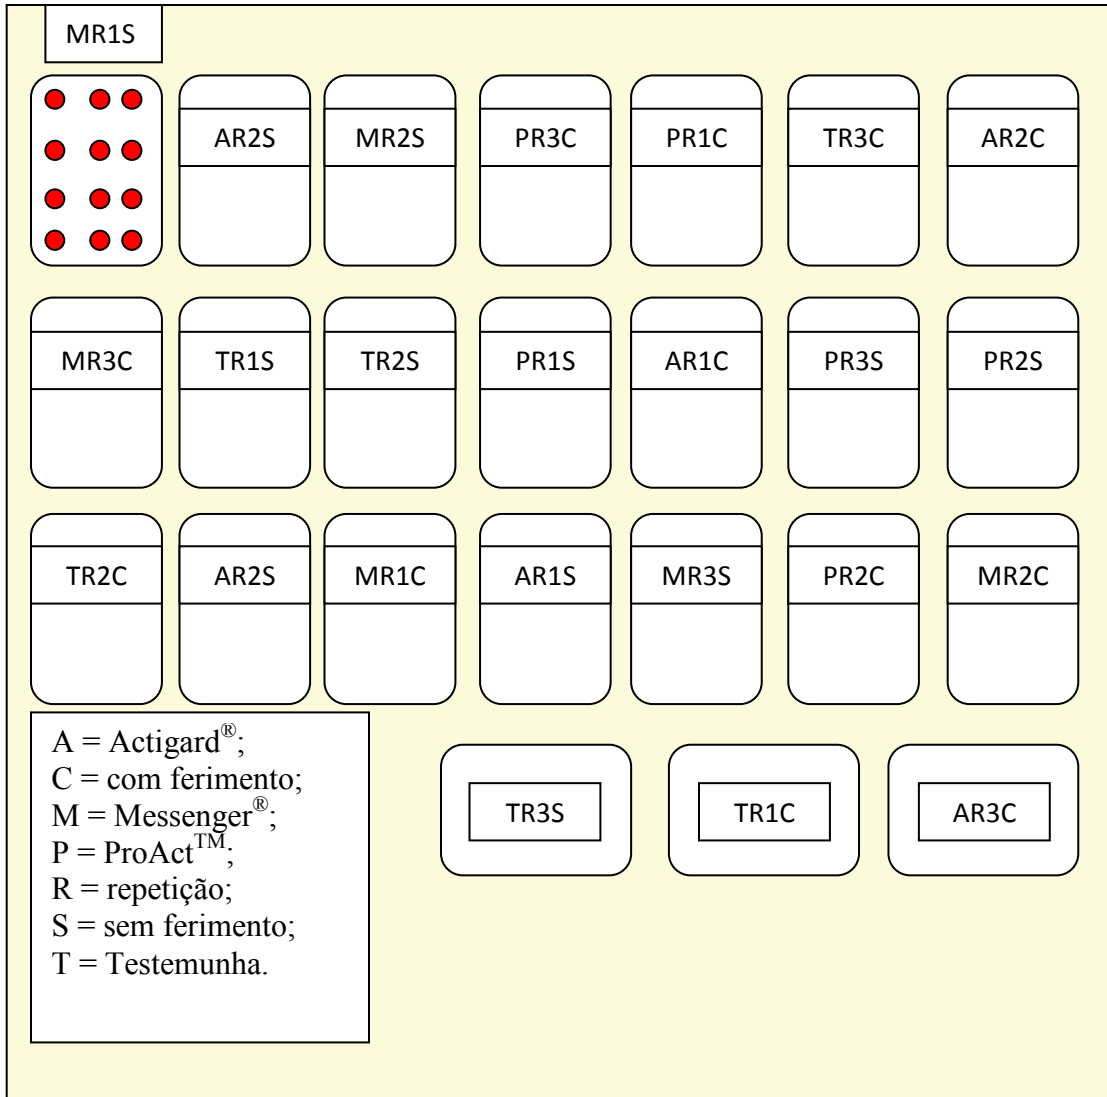 MR1S
AR2S MR2S PR3C PR1C TR3C AR2C
MR3C TR1S TR2S PR1S AR1C PR3S PR2S
TR2C AR2S MR1C AR1S MR3S PR2C MR2C
A = Actigard®;
C = com ferimento;
M = Messenger®;
P = ProAct™;
R = repetição;
S = sem ferimento;
T = Testemunha.
TR3S TR1C AR3C